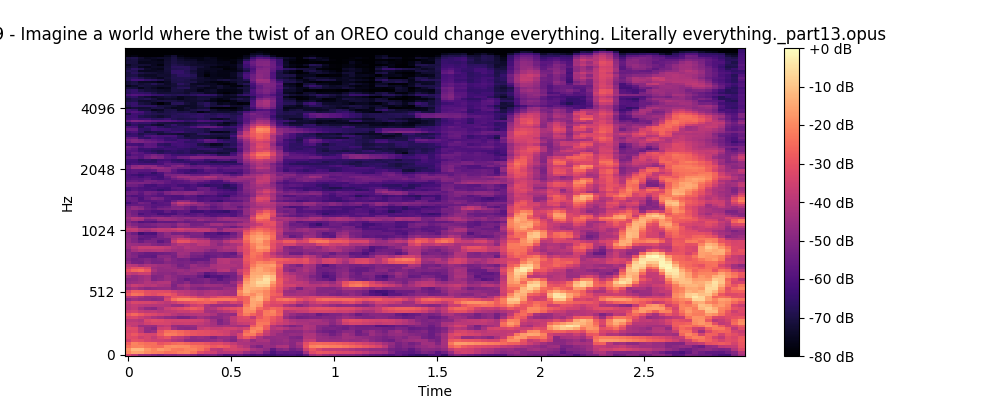 9 - Imagine a world where the twist of an OREO could change everything. Literally everything._part13.opus
+0 dB
4096
-10 dB
-20 dB
2048
-30 dB
Hz
1024
-40 dB
-50 dB
512
-60 dB
-70 dB
0
-80 dB
0
0.5
1
1.5
2
2.5
Time